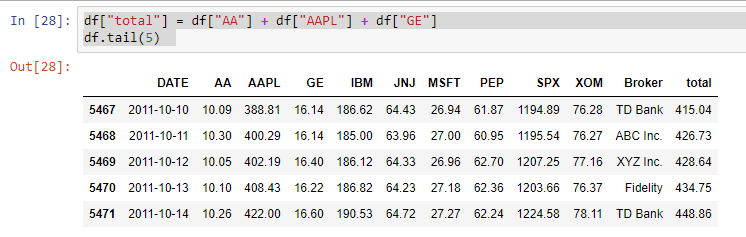 In [28]: df["total"] = df["AA"] + df["AAPL"] + df["GE"]
df.tail(5)
Out[28]:
DATE AA AAPL GE IBM JNJ MSFT PEP SPX XOM Broker total
5467 2011-10-10 10.09 388.81 16.14 186.62 64.43 26.94 61.87 1194.89 76.28 TD Bank 415.04
5468 2011-10-11 10.30 400.29 16.14 185.00 63.96 27.00 60.95 1195.54 76.27 ABC Inc. 426.73
5469 2011-10-12 10.05 402.19 16.40 186.12 64.33 26.96 62.70 1207.25 77.16 XYZ Inc. 428.64
5470 2011-10-13 10.10 408.43 16.22 186.82 64.23 27.18 62.36 1203.66 76.37 Fidelity 434.75
5471 2011-10-14 10.26 422.00 16.60 190.53 64.72 27.27 62.24 1224.58 78.11 TD Bank 448.86